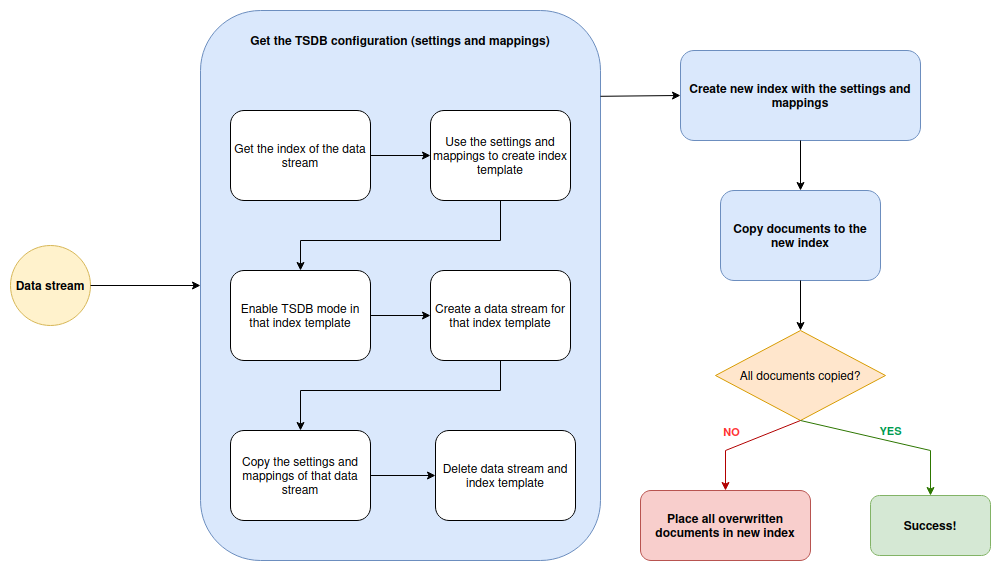 Get the TSDB configuration (settings and mappings)
Data stream
Get the index of the data
stream
Use the settings and
mappings to create index
template
Enable TSDB mode in
that index template
Create a data stream for
that index template
Copy the settings and
mappings of that data
stream
Delete data stream and
index template
Create new index with the settings and
mappings
Copy documents to the
new index
All documents copied?
NO
YES
Place all overwritten
documents in new index
Success!